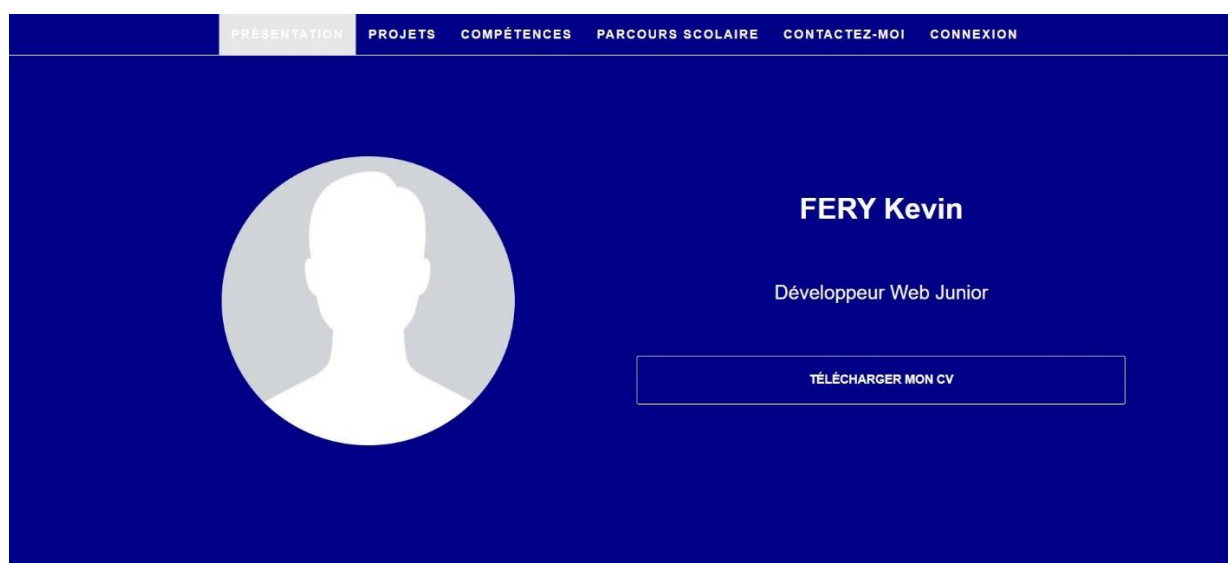 PRÉSENTATION PROJETS COMPÉTENCES PARCOURS SCOLAIRE CONTACTEZ-MOI CONNEXION
FERY Kevin
Développeur Web Junior
TÉLÉCHARGER MON CV